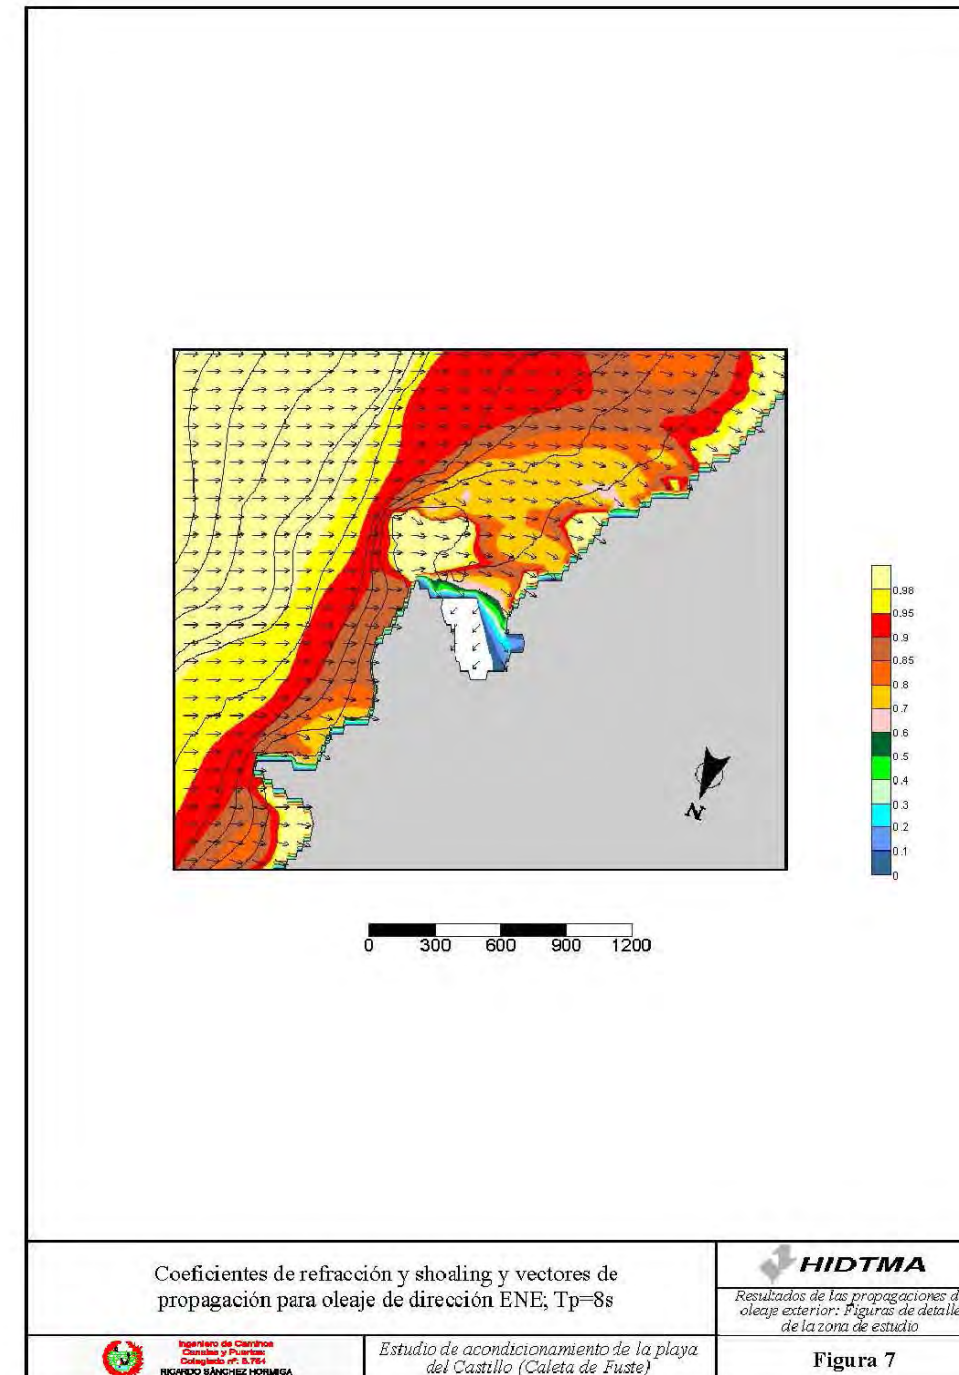 0.98
0.95
0.9
0.85
0.8
0.7
0.6
0.5
0.4
0.3
0.2
0.1
0
N
0 300 600 900 1200
Coeficientes de refracción y shoaling y vectores de
propagación para oleaje de dirección ENE; Tp=8s
HIDTMA
Resultados de las propagaciones d
oleaje exterior: Figuras de detalle
de la zona de estudio
Ingeniero de Caminos
Canales y Puertos:
Colegiado nº: 5.764
RICARDO SÁNCHEZ HORMIGA
Estudio de acondicionamiento de la playa
del Castillo (Caleta de Fuste)
Figura 7